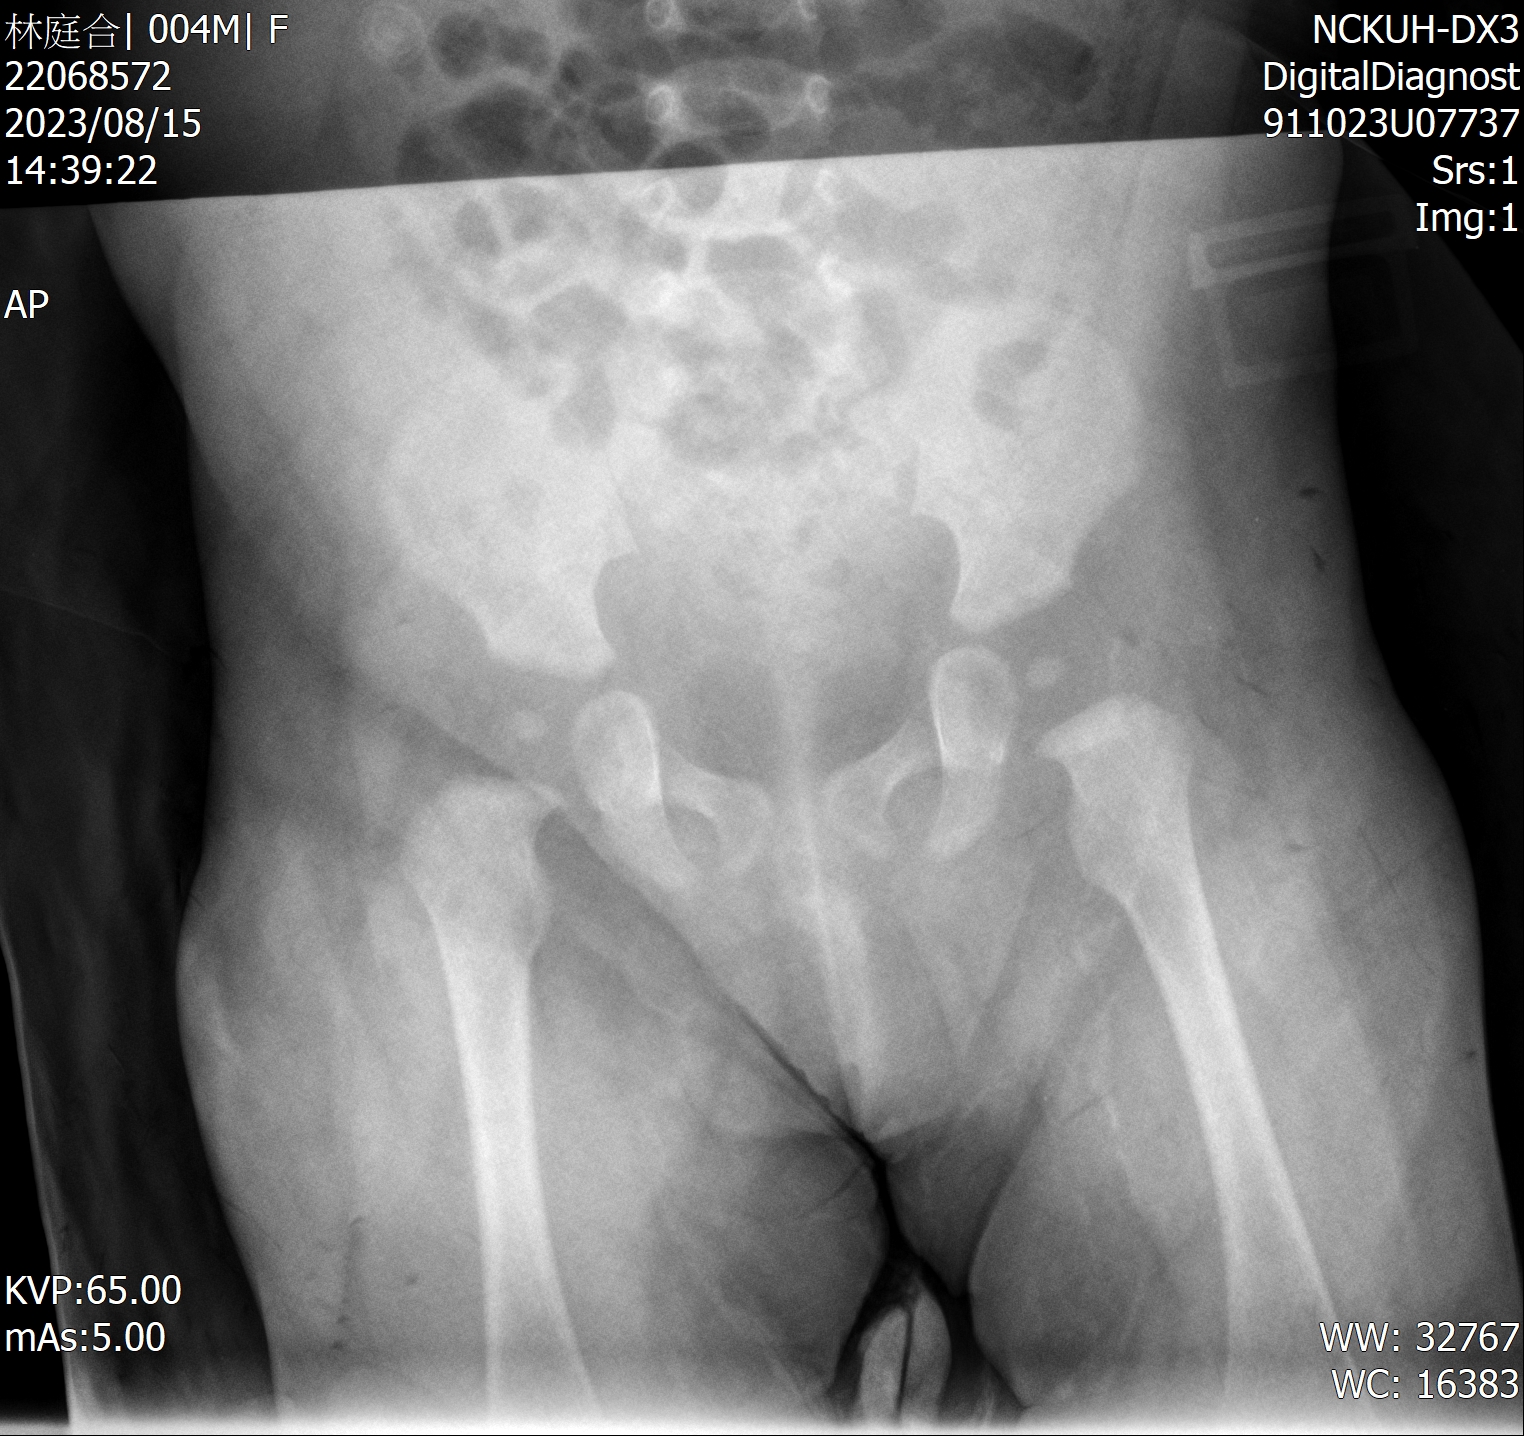 林庭合| 004M| F
22068572
2023/08/15
14:39:22
NCKUH-DX3
DigitalDiagnost
911023U07737
Srs:1
Img:1
AP
KVP:65.00
mAs:5.00
WW: 32767
WC: 16383